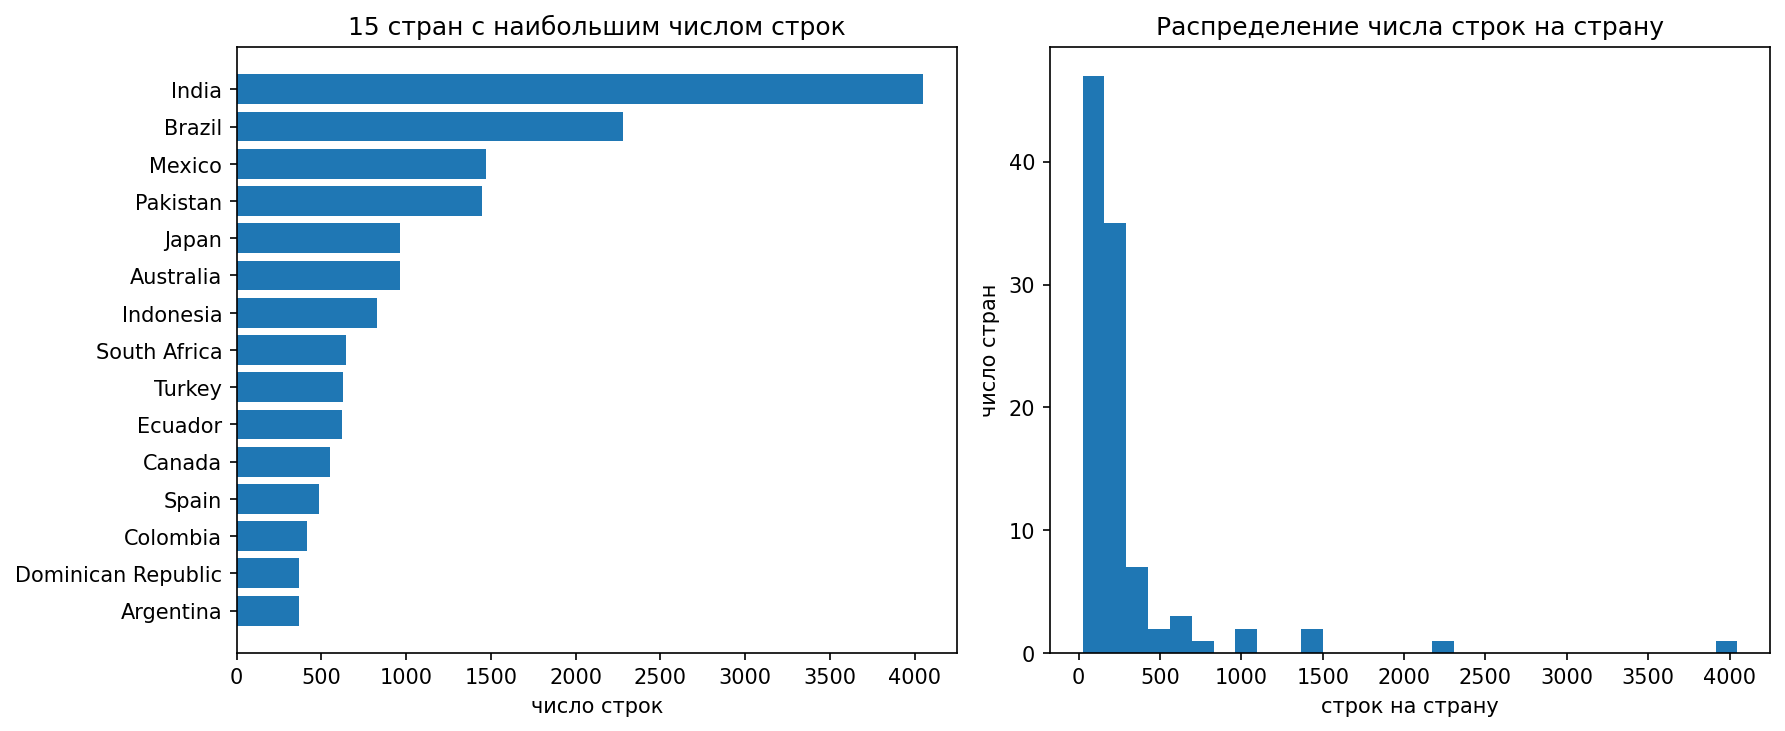 15 стран с наибольшим числом строк
India
Brazil
Mexico
Pakistan
Japan
Australia
Indonesia
South Africa
Turkey
Ecuador
Canada
Spain
Colombia
Dominican Republic
Argentina
0 500 1000 1500 2000 2500 3000 3500 4000
число строк
Распределение числа строк на страну
число стран
40
30
20
10
0
0 500 1000 1500 2000 2500 3000 3500 4000
строк на страну